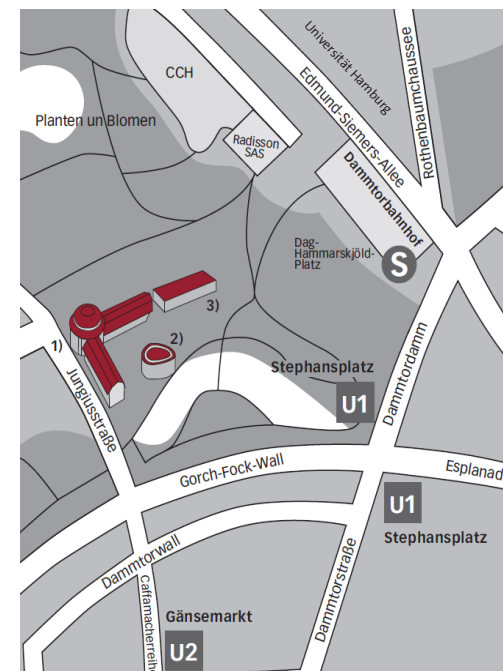 CCH
Universität Hamburg
Rothenbaumchaussee
Edmund-Siemers-Allee
Planten un Blomen
Radisson
SAS
Dammtorbahnhof
Dag-
Hammarskjöld-
Platz
S
3)
2)
1)
Jungiusstraße
Stephansplatz
U1
Dammtordamm
Gorch-Fock-Wall
Esplanad
U1
Stephansplatz
Dammtorwall
Dammtorstraße
Caffamacherreih
Gänsemarkt
U2